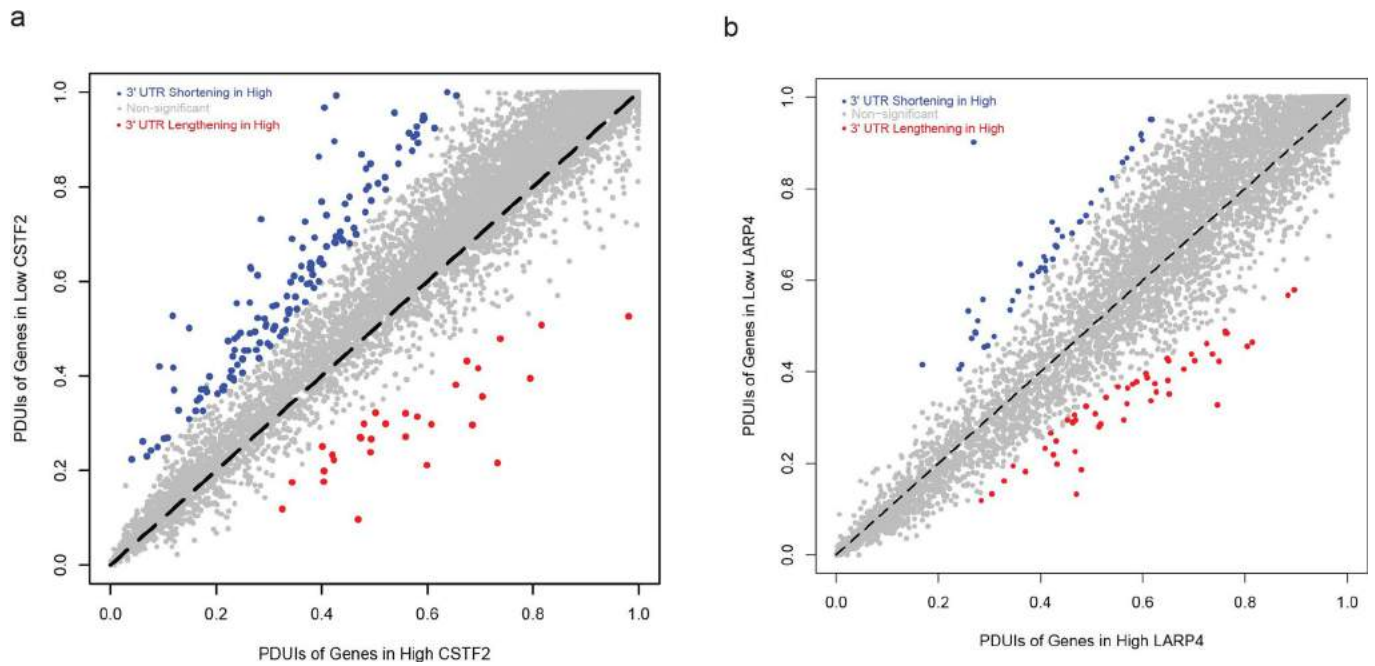 a
3' UTR Shortening in High
Non-significant
3' UTR Lengthening in High
PDUIs of Genes in Low CSTF2
1.0
0.8
0.6
0.4
0.2
0.0
0.0 0.2 0.4 0.6 0.8 1.0
PDUIs of Genes in High CSTF2
b
3' UTR Shortening in High
Non-significant
3' UTR Lengthening in High
PDUIs of Genes in Low LARP4
1.0
0.8
0.6
0.4
0.2
0.0
0.0 0.2 0.4 0.6 0.8 1.0
PDUIs of Genes in High LARP4